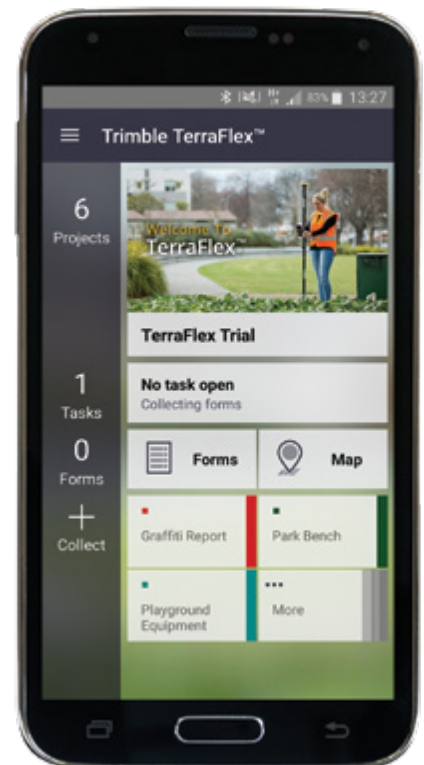 83% 13:27
Trimble TerraFlex™
6
Projects
Welcome To
TerraFlex™
TerraFlex Trial
No task open
Collecting forms
1
Tasks
0
Forms
Forms
Map
+
Collect
Graffiti Report
Park Bench
Playground
Equipment
More